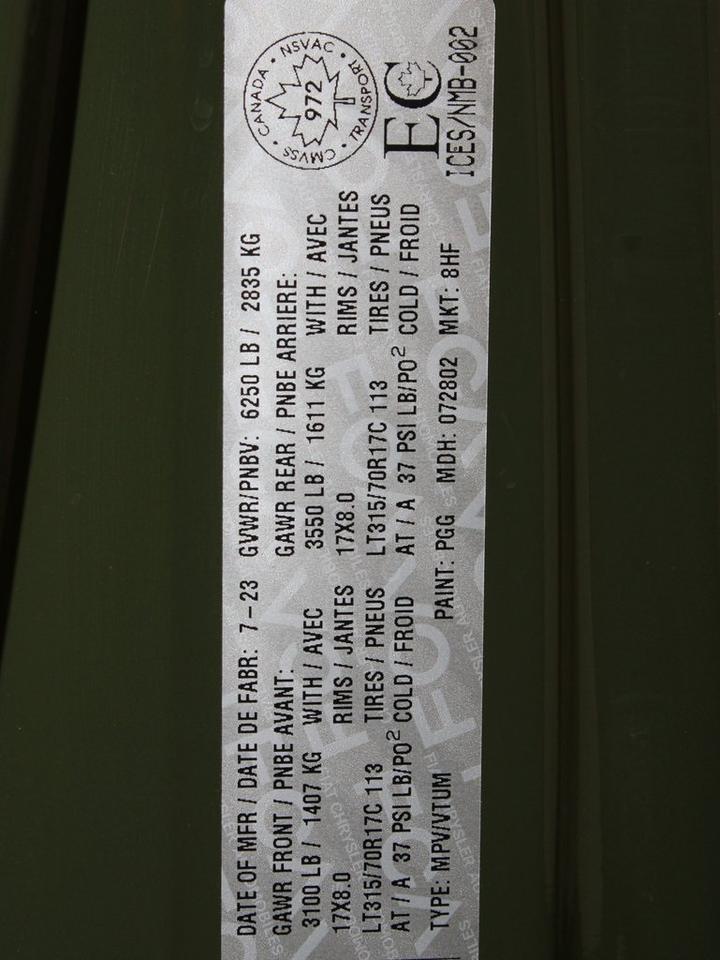 DATE OF MFR / DATE DE FABR: 7-23 GVWR/PNBV: 6250 LB / 2835 KG
GAWR FRONT / PNBE AVANT: GAWR REAR / PNBE ARRIERE:
3100 LB / 1407 KG WITH / AVEC 3550 LB / 1611 KG WITH / AVEC
17X8.0 RIMS / JANTES 17X8.0 RIMS / JANTES
LT315/70R17C 113 TIRES / PNEUS LT315/70R17C 113 TIRES / PNEUS
AT / A 37 PSI LB/PO² COLD / FROID AT / A 37 PSI LB/PO² COLD / FROID
TYPE: MPV/VTUM PAINT: PGG MDH: 072802 MKT: 8HF
CANADA • NSVAC • TRANSPORT • CMVSS •
972
EC
ICES/NMB-002